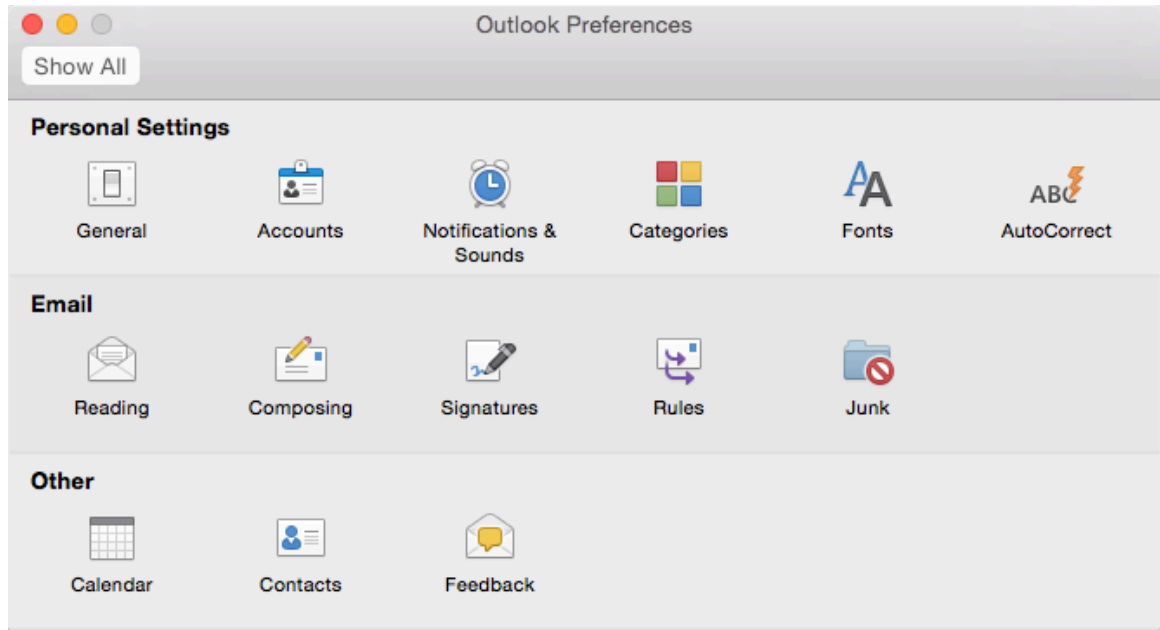 Outlook Preferences
Show All
Personal Settings
General
Accounts
Notifications &
Sounds
Categories
Fonts
ABC
AutoCorrect
Email
Reading
Composing
Signatures
Rules
Junk
Other
Calendar
Contacts
Feedback